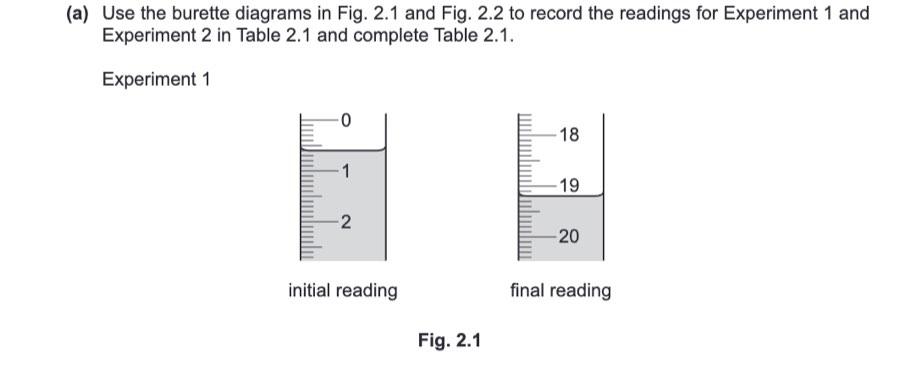 (a) Use the burette diagrams in Fig. 2.1 and Fig. 2.2 to record the readings for Experiment 1 and
Experiment 2 in Table 2.1 and complete Table 2.1.
Experiment 1
0
1
2
18
19
20
initial reading
final reading
Fig. 2.1